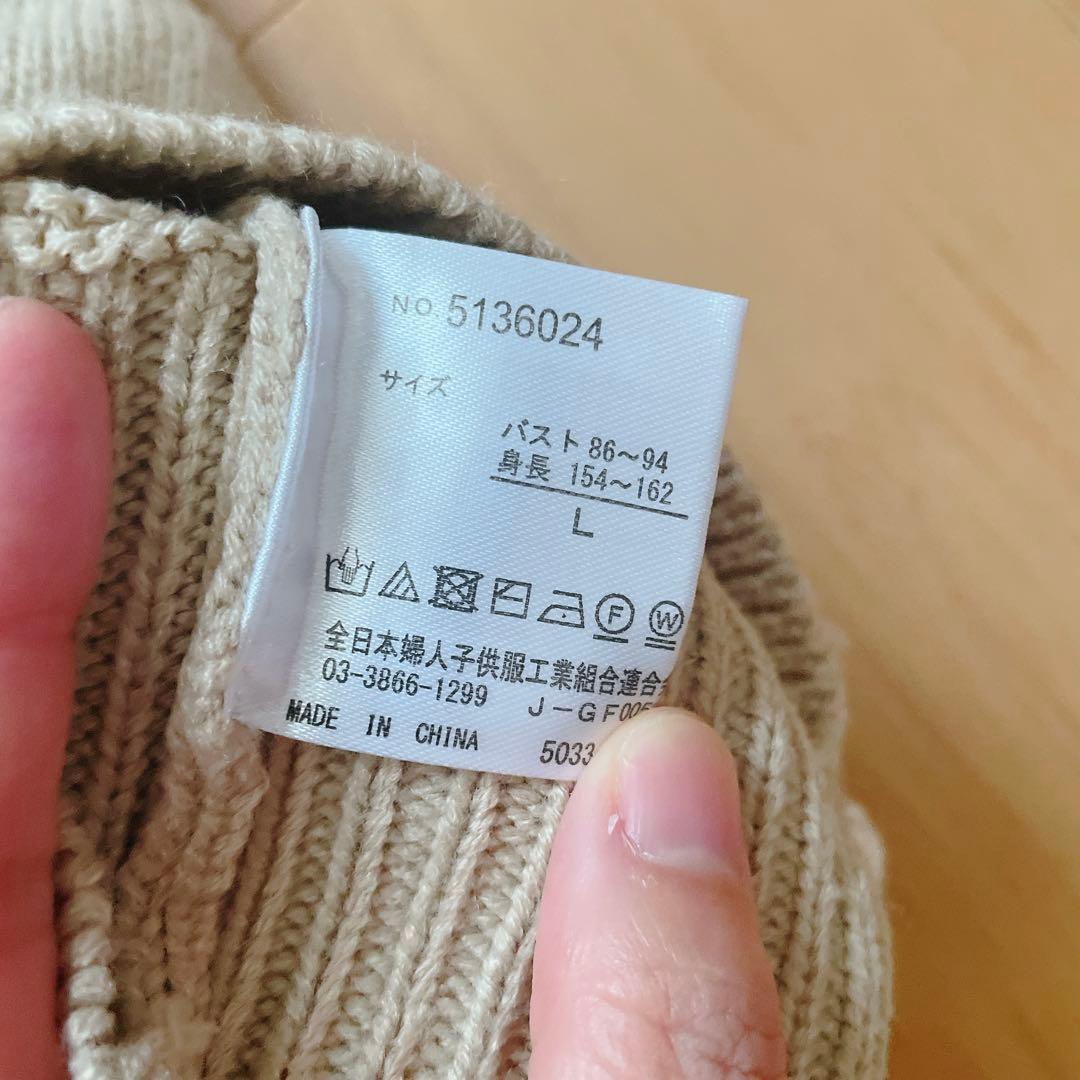 NO. 5136024
サイズ
バスト 86〜94
身長 154〜162
L
F W
全日本婦人子供服工業組合連合
03-3866-1299 J-GF00
MADE IN CHINA 5033